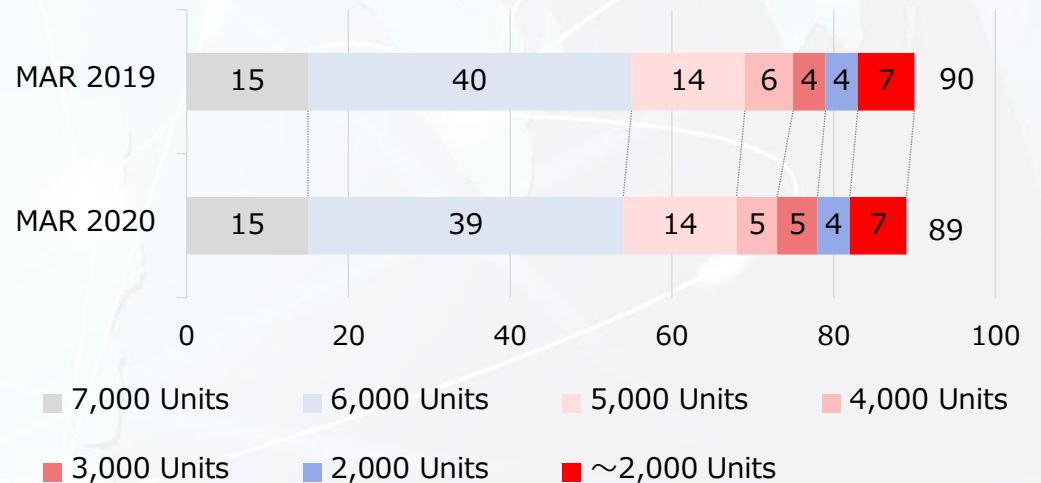 MAR 2019 15 40 14 6 4 4 7 90
MAR 2020 15 39 14 5 5 4 7 89
0 20 40 60 80 100
7,000 Units 6,000 Units 5,000 Units 4,000 Units
3,000 Units 2,000 Units ～2,000 Units